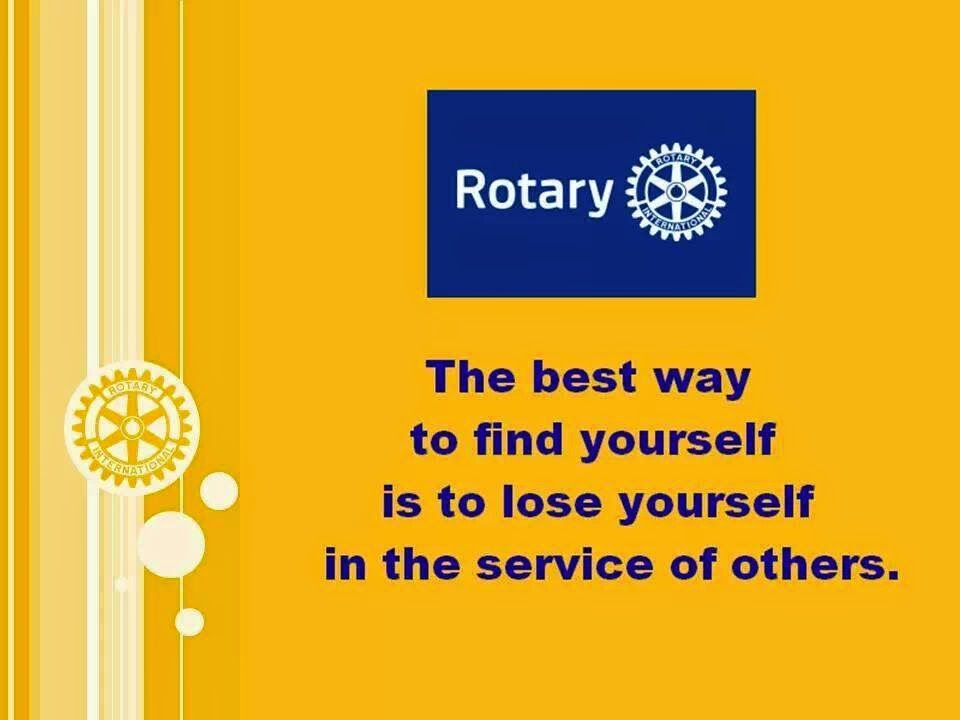 Rotary
ROTARY
INTERNATIONAL
The best way
to find yourself
is to lose yourself
in the service of others.
ROTARY
INTERNATIONAL